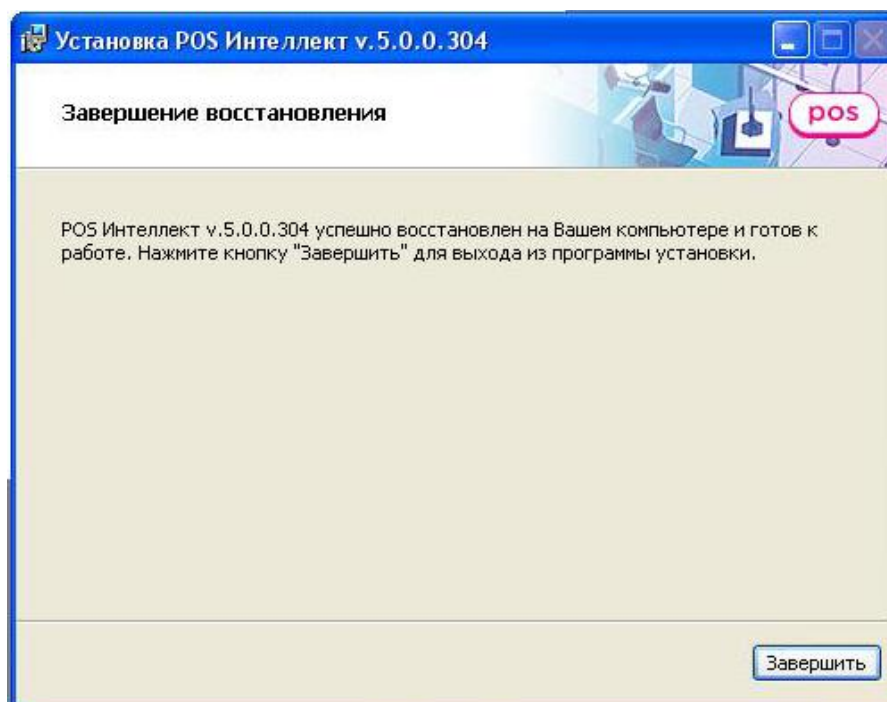 Установка POS Интеллект v.5.0.0.304
Завершение восстановления
pos
POS Интеллект v.5.0.0.304 успешно восстановлен на Вашем компьютере и готов к
работе. Нажмите кнопку "Завершить" для выхода из программы установки.
Завершить